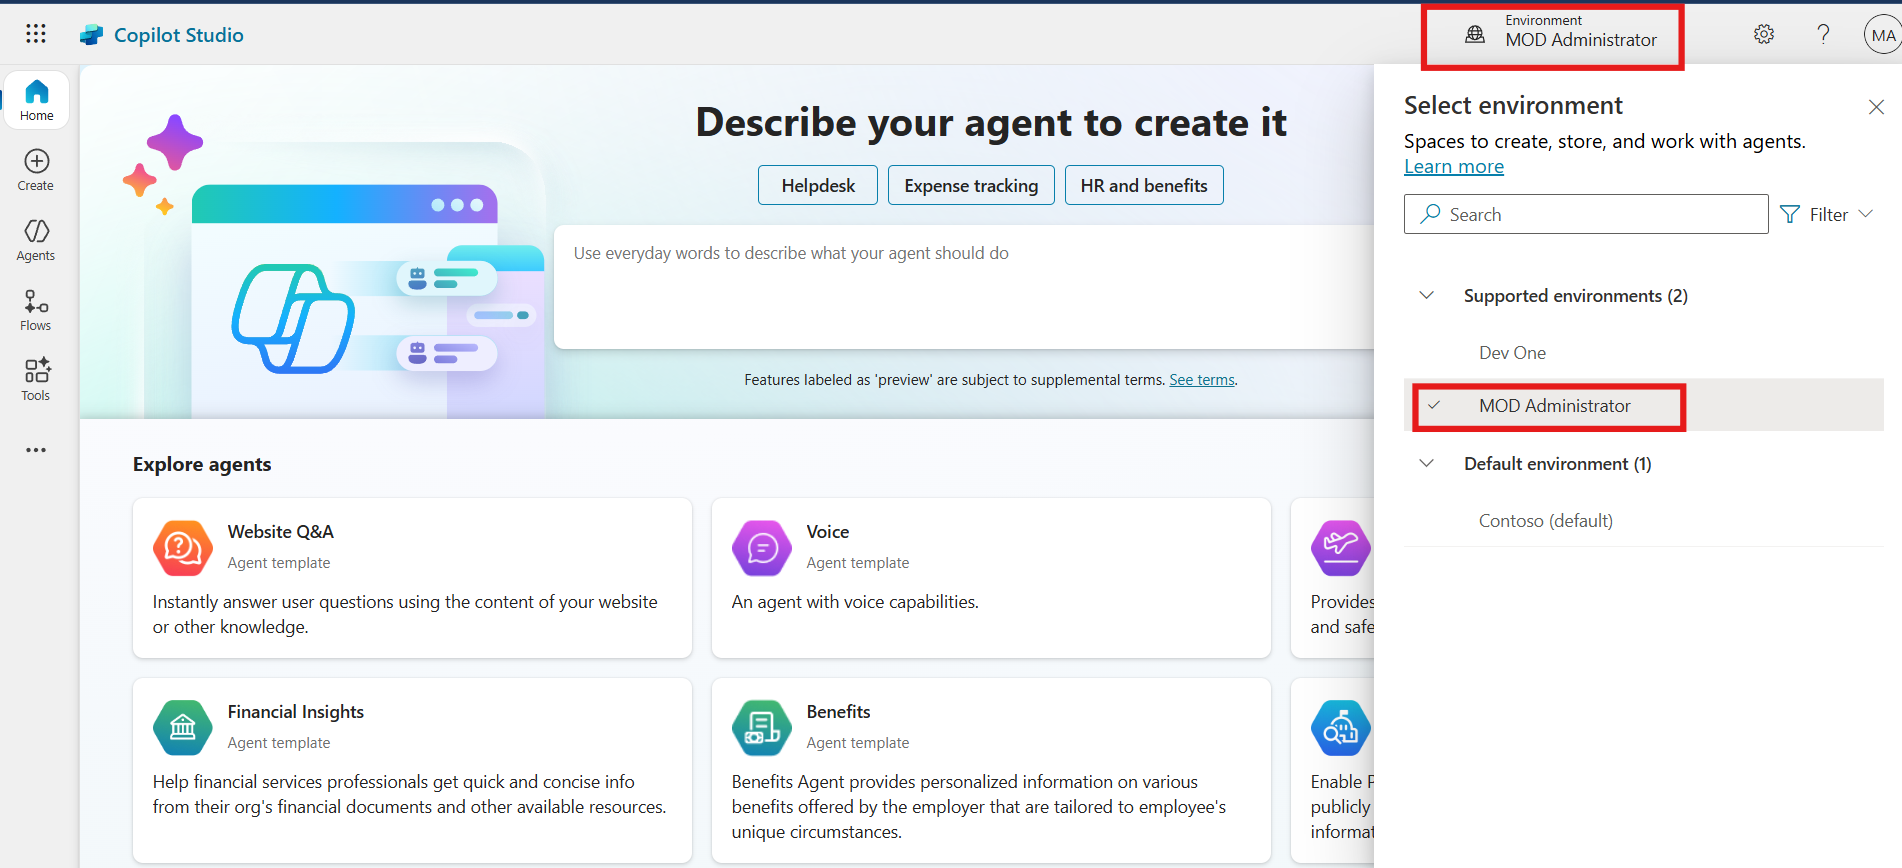 Copilot Studio
Environment
MOD Administrator
MA
Home
Create
Agents
Flows
Tools
Describe your agent to create it
Helpdesk
Expense tracking
HR and benefits
Use everyday words to describe what your agent should do
Features labeled as 'preview' are subject to supplemental terms. See terms.
Explore agents
Website Q&A
Agent template
Instantly answer user questions using the content of your website
or other knowledge.
Voice
Agent template
An agent with voice capabilities.
Provides
and safe
Financial Insights
Agent template
Help financial services professionals get quick and concise info
from their org's financial documents and other available resources.
Benefits
Agent template
Benefits Agent provides personalized information on various
benefits offered by the employer that are tailored to employee's
unique circumstances.
Enable
publicly
Select environment
Spaces to create, store, and work with agents.
Learn more
Search
Filter
Supported environments (2)
Dev One
MOD Administrator
Default environment (1)
Contoso (default)